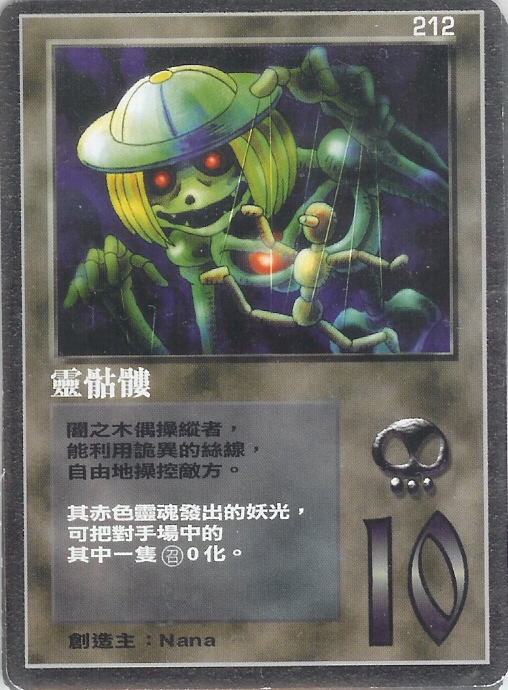 212
靈骷髏
闇之木偶操縱者，
能利用詭異的絲線，
自由地操控敵方。
其赤色靈魂發出的妖光，
可把對手場中的
其中一隻㊂0化。
10
創造主：Nana